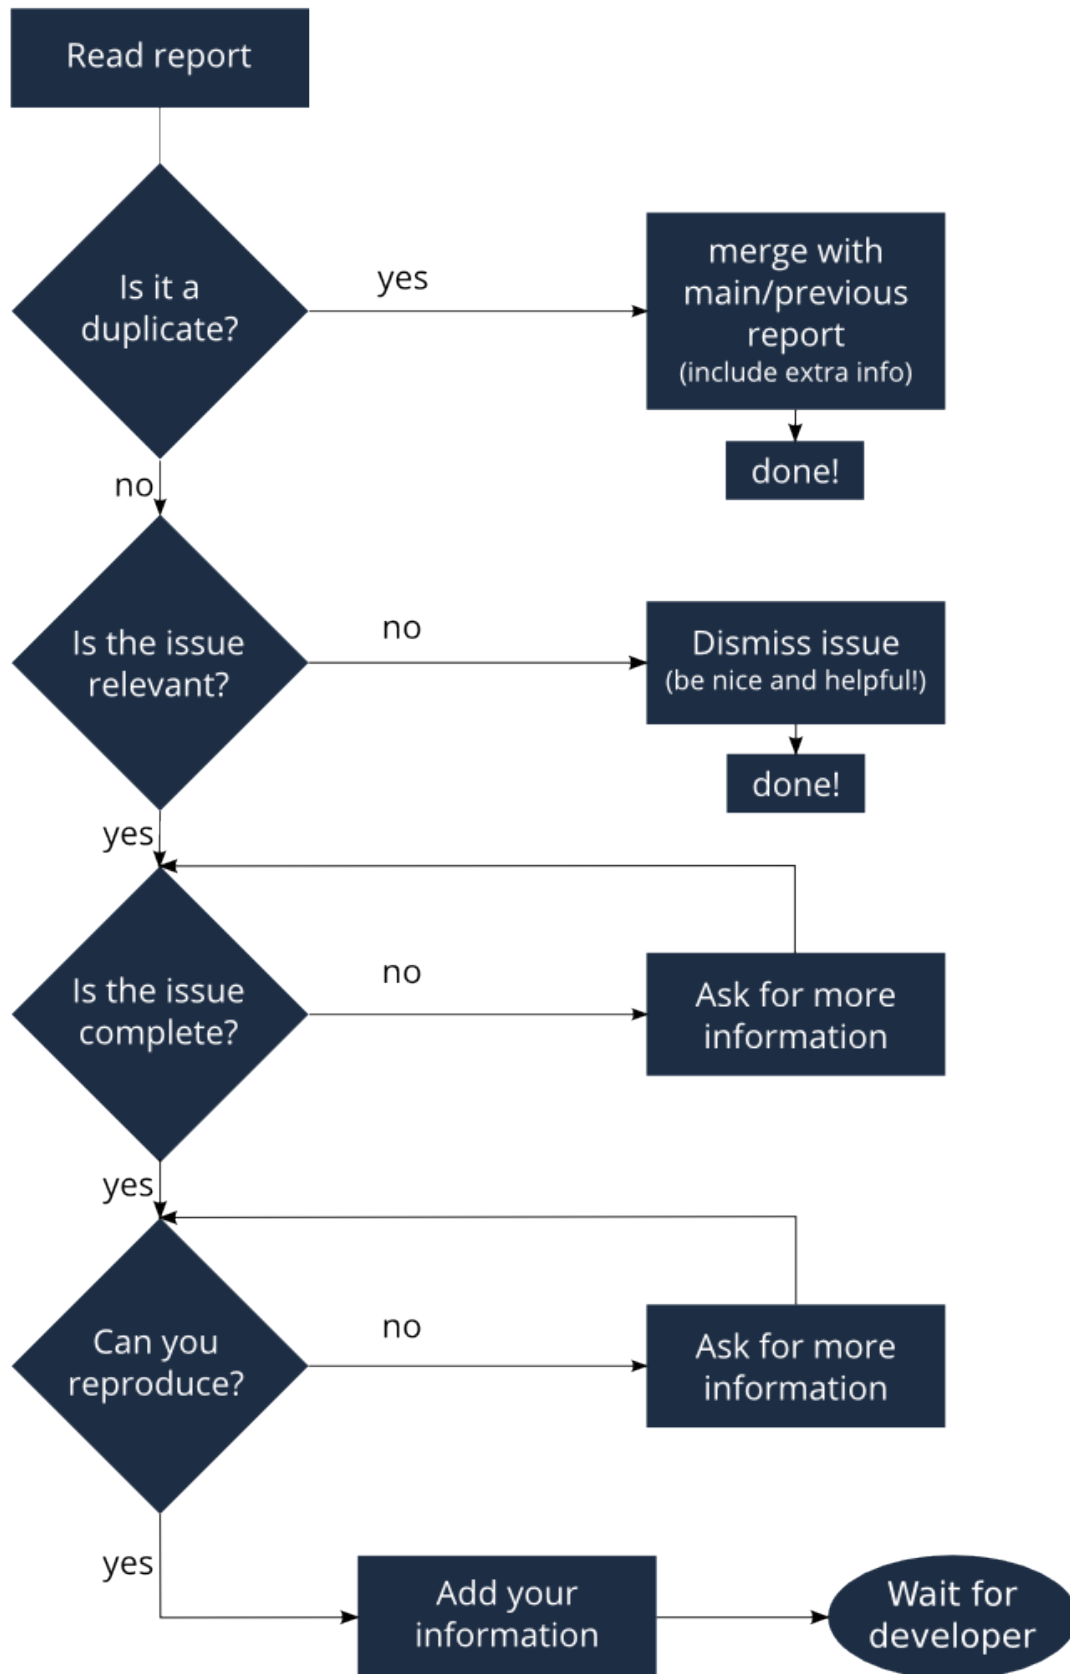 Read report
Is it a
duplicate?
yes
merge with
main/previous
report
(include extra info)
done!
no
Is the issue
relevant?
no
Dismiss issue
(be nice and helpful!)
done!
yes
Is the issue
complete?
no
Ask for more
information
yes
Can you
reproduce?
no
Ask for more
information
yes
Add your
information
Wait for
developer